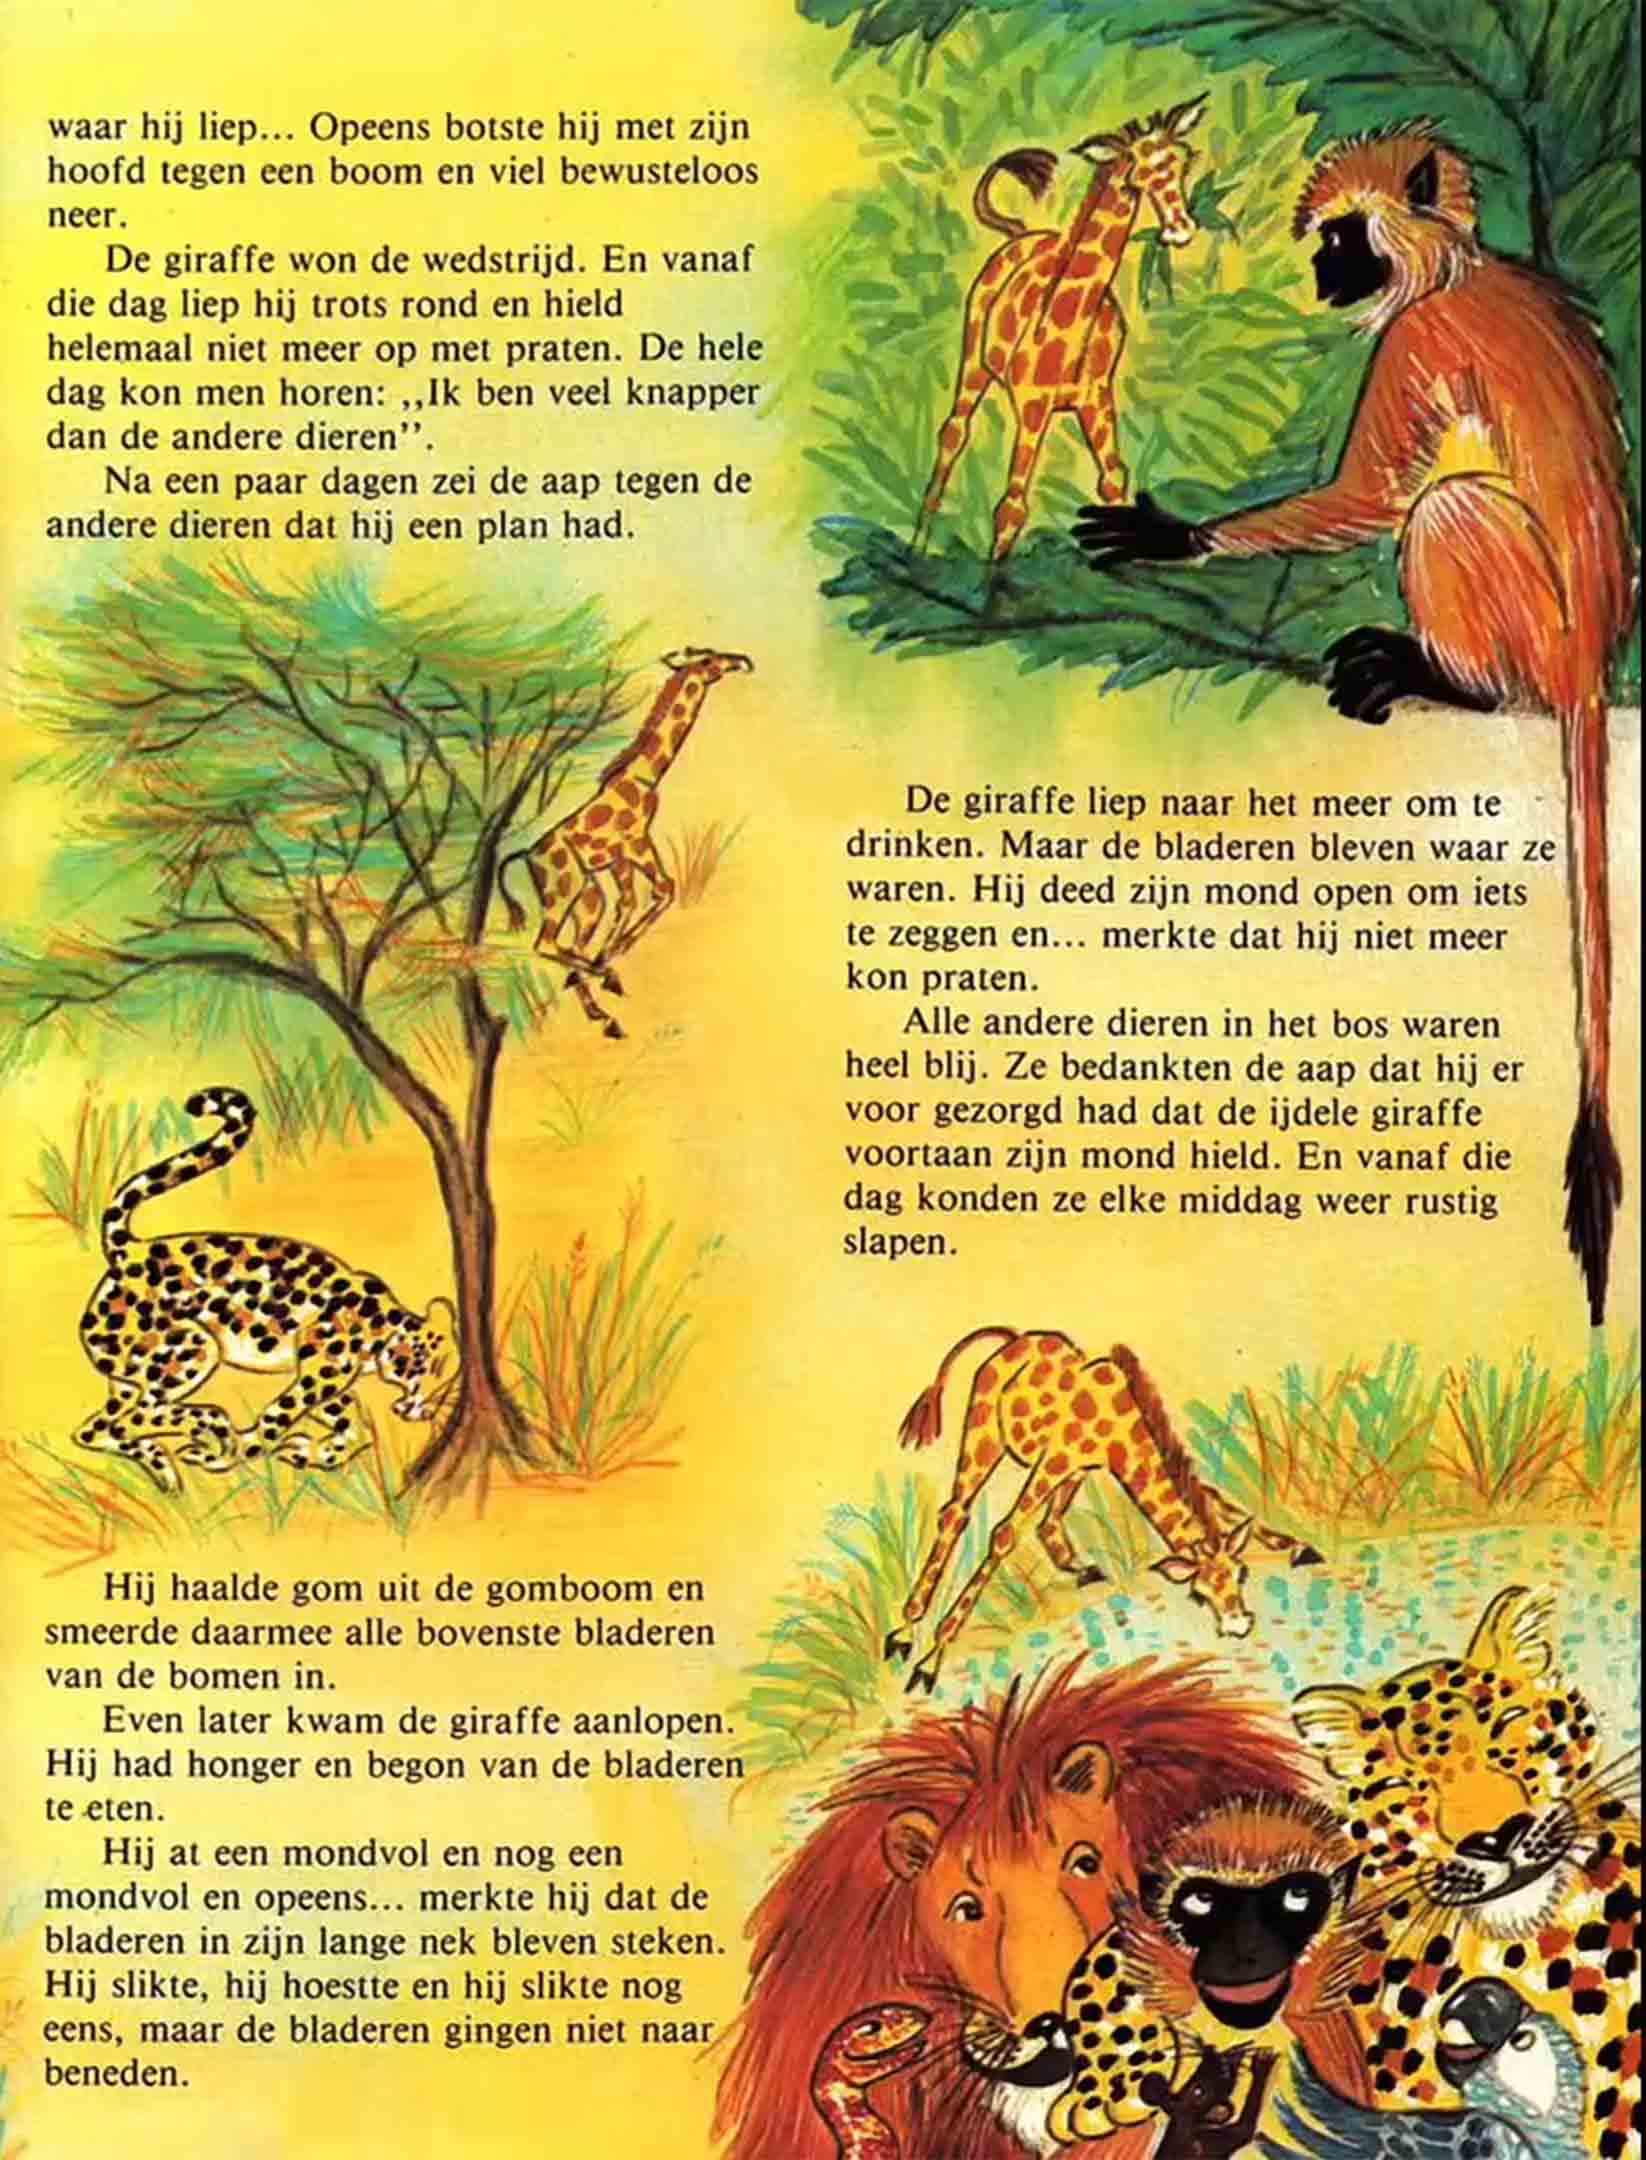 waar hij liep... Opeens botste hij met zijn
hoofd tegen een boom en viel bewusteloos
neer.
De giraffe won de wedstrijd. En vanaf
die dag liep hij trots rond en hield
helemaal niet meer op met praten. De hele
dag kon men horen: ,,Ik ben veel knapper
dan de andere dieren’’.
Na een paar dagen zei de aap tegen de
andere dieren dat hij een plan had.
Hij haalde gom uit de gomboom en
smeerde daarmee alle bovenste bladeren
van de bomen in.
Even later kwam de giraffe aanlopen.
Hij had honger en begon van de bladeren
te eten.
Hij at een mondvol en nog een
mondvol en opeens... merkte hij dat de
bladeren in zijn lange nek bleven steken.
Hij slikte, hij hoestte en hij slikte nog
eens, maar de bladeren gingen niet naar
beneden.
De giraffe liep naar het meer om te
drinken. Maar de bladeren bleven waar ze
waren. Hij deed zijn mond open om iets
te zeggen en... merkte dat hij niet meer
kon praten.
Alle andere dieren in het bos waren
heel blij. Ze bedankten de aap dat hij er
voor gezorgd had dat de ijdele giraffe
voortaan zijn mond hield. En vanaf die
dag konden ze elke middag weer rustig
slapen.